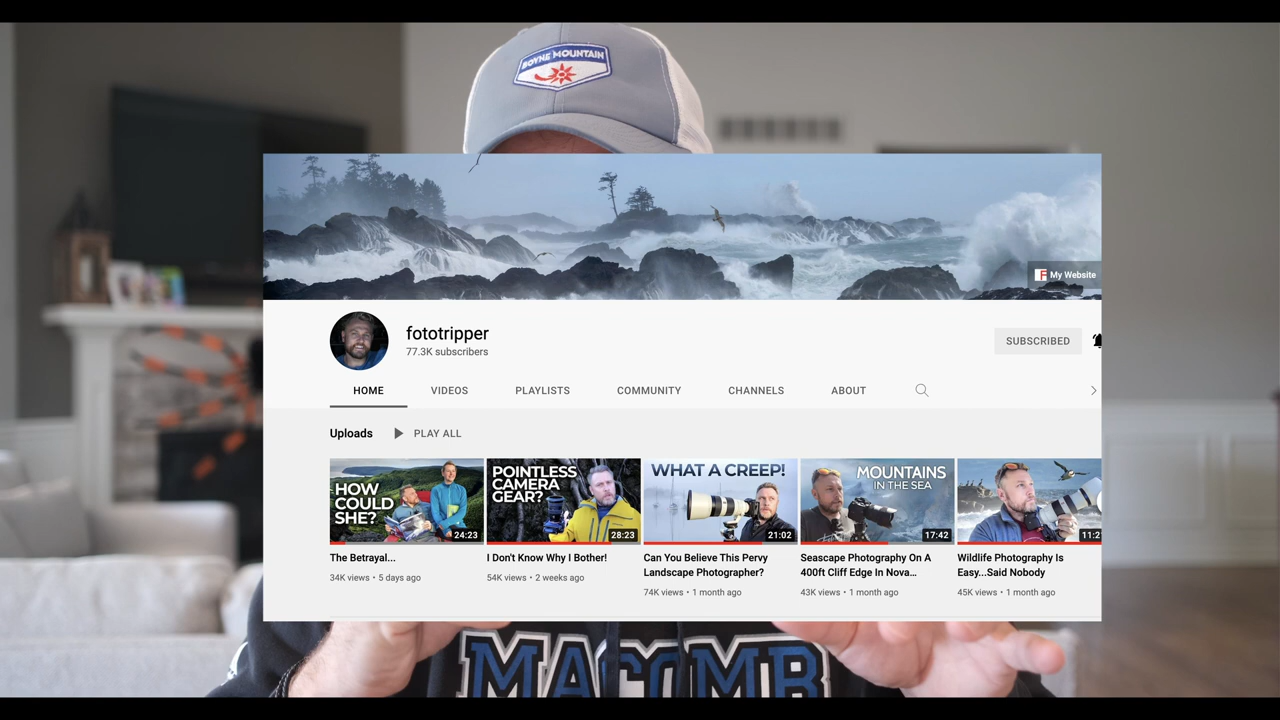 BOYNE MOUNTAIN
My Website
fototripper
77.3K subscribers
SUBSCRIBED
HOME VIDEOS PLAYLISTS COMMUNITY CHANNELS ABOUT
Uploads PLAY ALL
HOW
COULD
SHE?
24:23
POINTLESS
CAMERA
GEAR?
28:23
WHAT A CREEP!
21:02
MOUNTAINS
IN THE SEA
17:42
11:2
The Betrayal...
34K views • 5 days ago
I Don't Know Why I Bother!
54K views • 2 weeks ago
Can You Believe This Pervy
Landscape Photographer?
74K views • 1 month ago
Seascape Photography On A
400ft Cliff Edge In Nova...
43K views • 1 month ago
Wildlife Photography Is
Easy...Said Nobody
45K views • 1 month ago
MACOMB